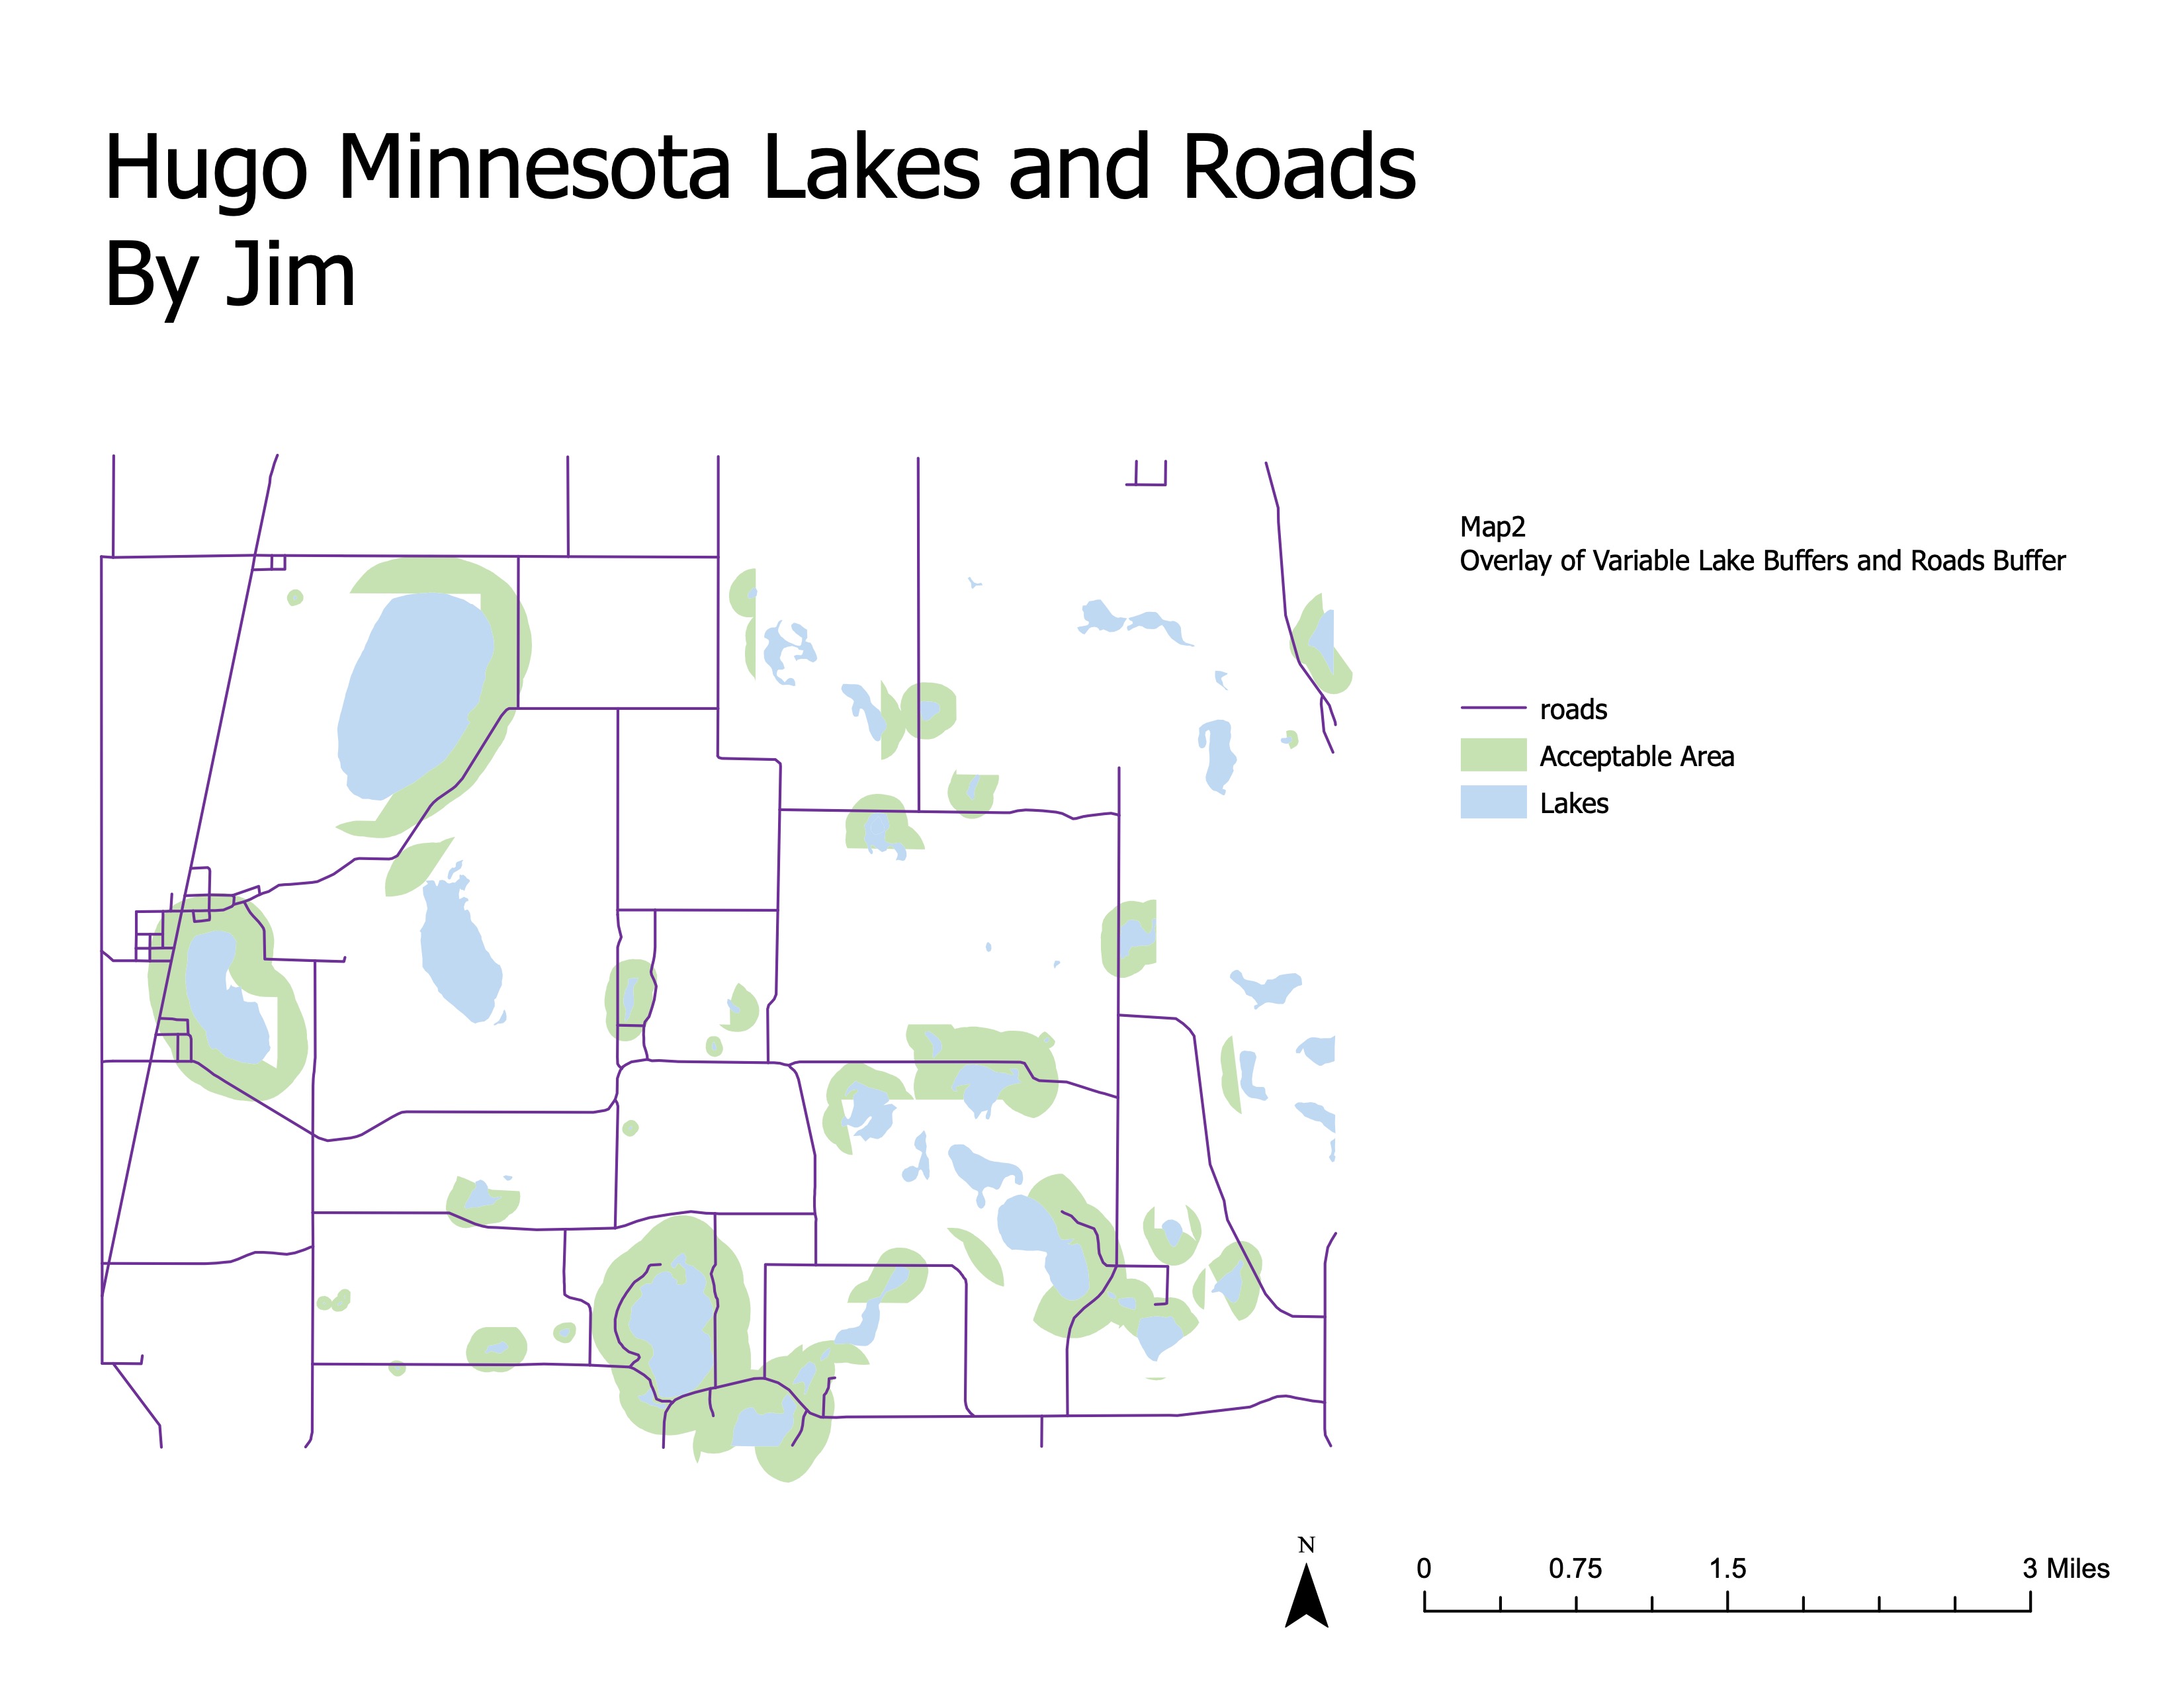 Hugo Minnesota Lakes and Roads
By Jim
Map2
Overlay of Variable Lake Buffers and Roads Buffer
roads
Acceptable Area
Lakes
N
0 0.75 1.5 3 Miles